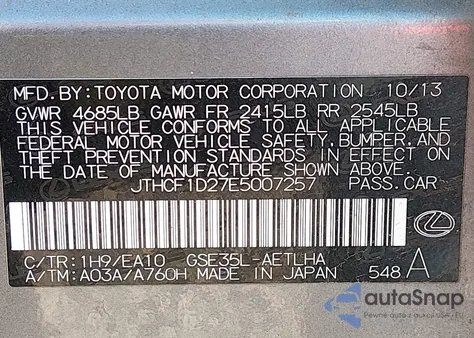 MFD. BY: TOYOTA MOTOR CORPORATION 10/13
GVWR 4685LB GAWR FR 2415LB RR 2545LB
THIS VEHICLE CONFORMS TO ALL APPLICABLE
FEDERAL MOTOR VEHICLE SAFETY, BUMPER, AND
THEFT PREVENTION STANDARDS IN EFFECT ON
THE DATE OF MANUFACTURE SHOWN ABOVE.
JTHCF1D27E5007257 PASS. CAR
C/TR: 1H9/EA10 GSE35L-AETLHA
A/TM: A03A/A760H MADE IN JAPAN 548 A
autoSnap